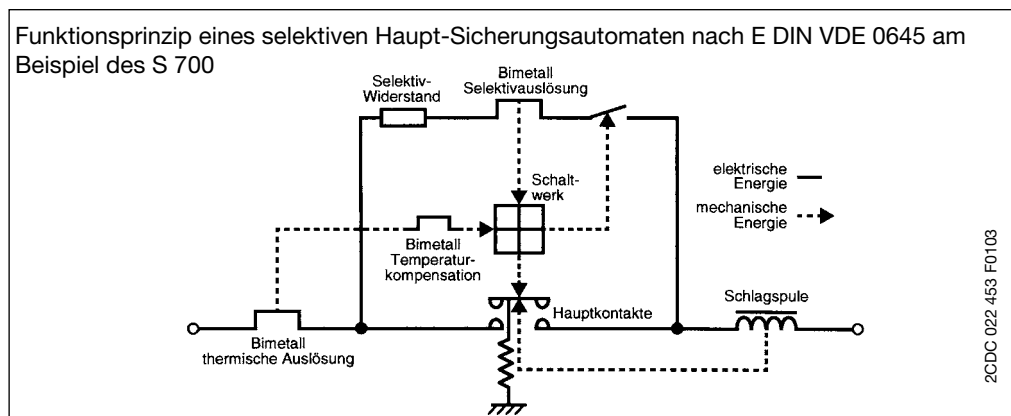 Funktionsprinzip eines selektiven Haupt-Sicherungsautomaten nach E DIN VDE 0645 am
Beispiel des S 700
Selektiv-
Widerstand
Bimetall
Selektivauslösung
Schalt-
werk
elektrische
Energie
mechanische
Energie
Bimetall
Temperatur-
kompensation
Hauptkontakte
Schlagspule
Bimetall
thermische Auslösung
2CDC 022 453 F0103